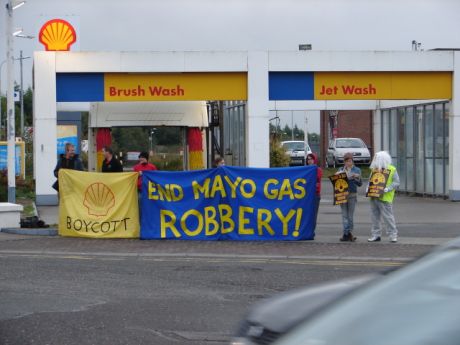 Brush Wash
Jet Wash
BOYCOTT
END MAYO GAS
ROBBERY!